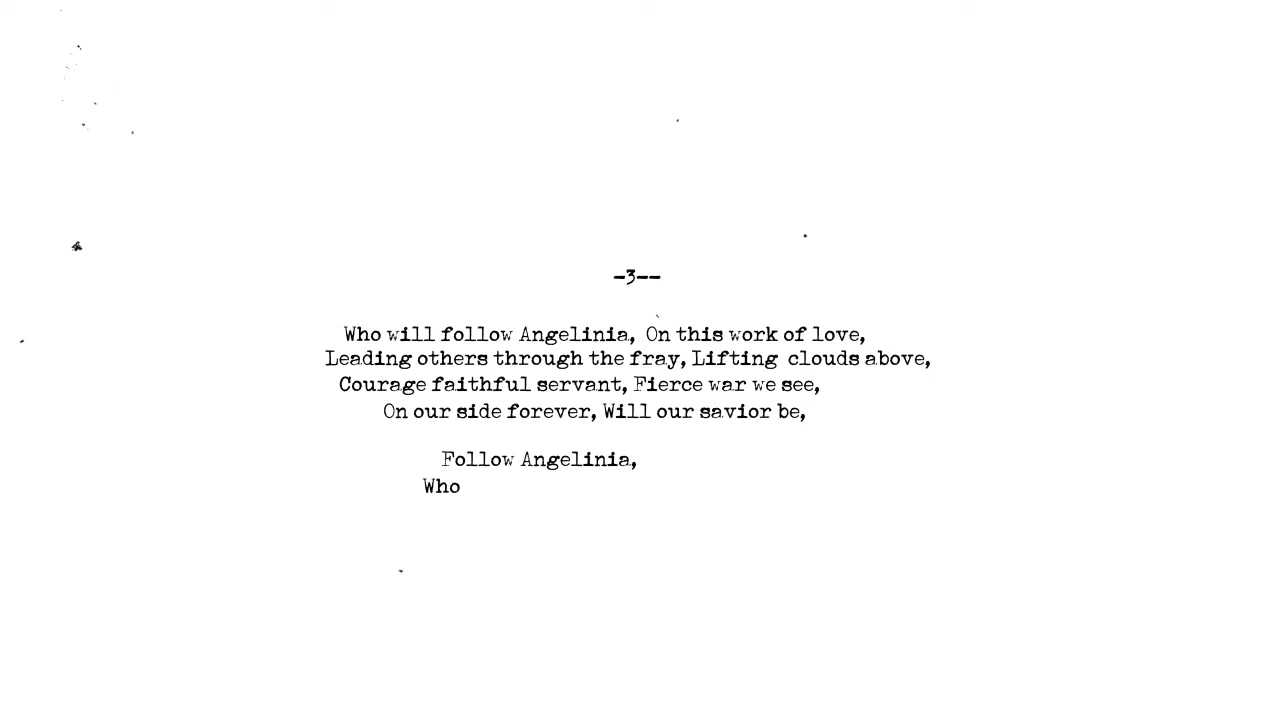 -3--
Who will follow Angelinia, On this work of love,
Leading others through the fray, Lifting clouds above,
Courage faithful servant, Fierce war we see,
On our side forever, Will our savior be,
Follow Angelinia,
Who